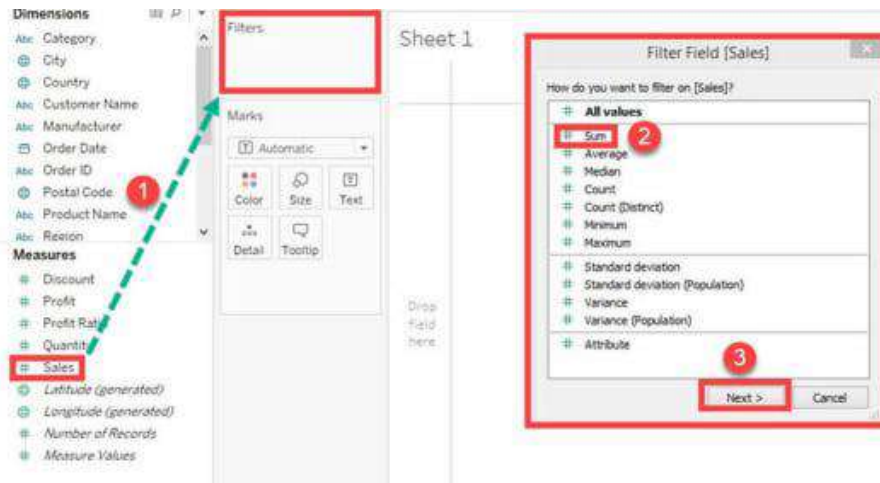 Dimensions
Abc Category
City
Country
Abc Customer Name
Abc Manufacturer
Order Date
Abc Order ID
Postal Code
Abc Product Name
Abc Region
Measures
# Discount
# Profit
# Profit Ratio
# Quantity
# Sales
Latitude (generated)
Longitude (generated)
# Number of Records
# Measure Values
1
Filters
Marks
T Automatic
Color Size Text
Detail Tooltip
Sheet 1
Drop
field
here
Filter Field [Sales]
How do you want to filter on [Sales]?
# All values
# Sum
2
# Average
# Median
# Count
# Count (Distinct)
# Minimum
# Maximum
# Standard deviation
# Standard deviation (Population)
# Variance
# Variance (Population)
# Attribute
3
Next > Cancel